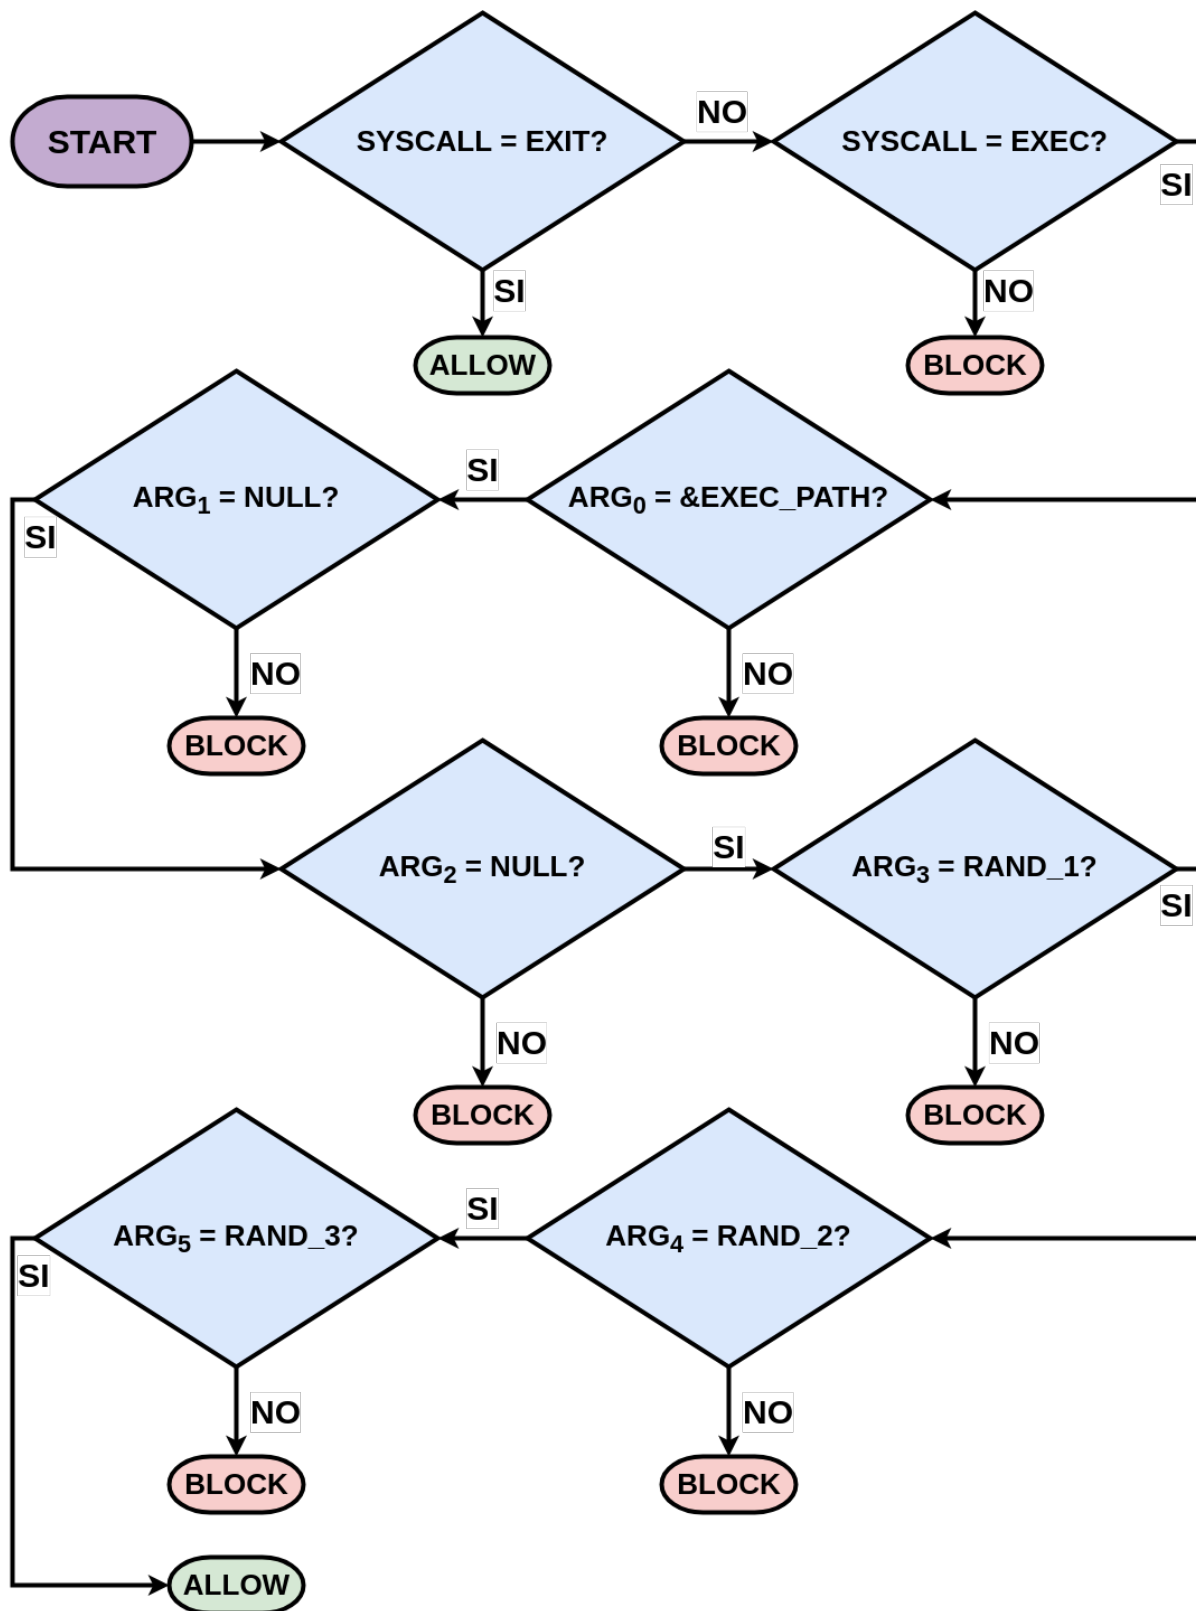 START
SYSCALL = EXIT?
NO
SYSCALL = EXEC?
SI
SI
NO
ALLOW
BLOCK
ARG0 = &EXEC_PATH?
SI
ARG1 = NULL?
SI
NO
NO
BLOCK
BLOCK
ARG2 = NULL?
SI
ARG3 = RAND_1?
SI
NO
NO
BLOCK
BLOCK
ARG4 = RAND_2?
SI
ARG5 = RAND_3?
SI
NO
NO
BLOCK
BLOCK
ALLOW